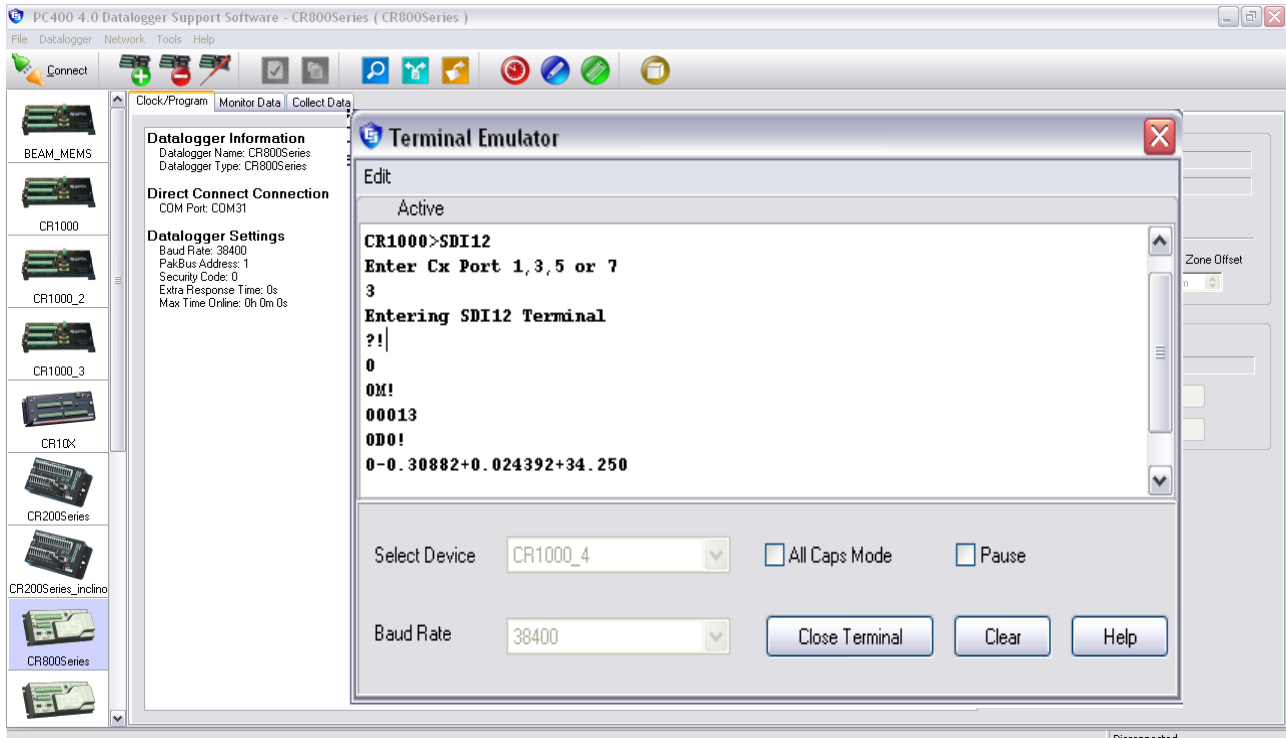 PC400 4.0 Datalogger Support Software - CR800Series ( CR800Series )
File Datalogger Network Tools Help
Connect
Clock/Program Monitor Data Collect Data
BEAM_MEMS
CR1000
CR1000_2
CR1000_3
CR10X
CR200Series
CR200Series_inclino
CR800Series
Datalogger Information
Datalogger Name: CR800Series
Datalogger Type: CR800Series
Direct Connect Connection
COM Port: COM31
Datalogger Settings
Baud Rate: 38400
PakBus Address: 1
Security Code: 0
Extra Response Time: 0s
Max Time Online: 0h 0m 0s
Terminal Emulator
Edit
Active
CR1000>SDI12
Enter Cx Port 1,3,5 or 7
3
Entering SDI12 Terminal
?!
0
0M!
00013
0D0!
0-0.30882+0.024392+34.250
Select Device CR1000_4 All Caps Mode Pause
Baud Rate 38400 Close Terminal Clear Help
Zone Offset
Disconnected